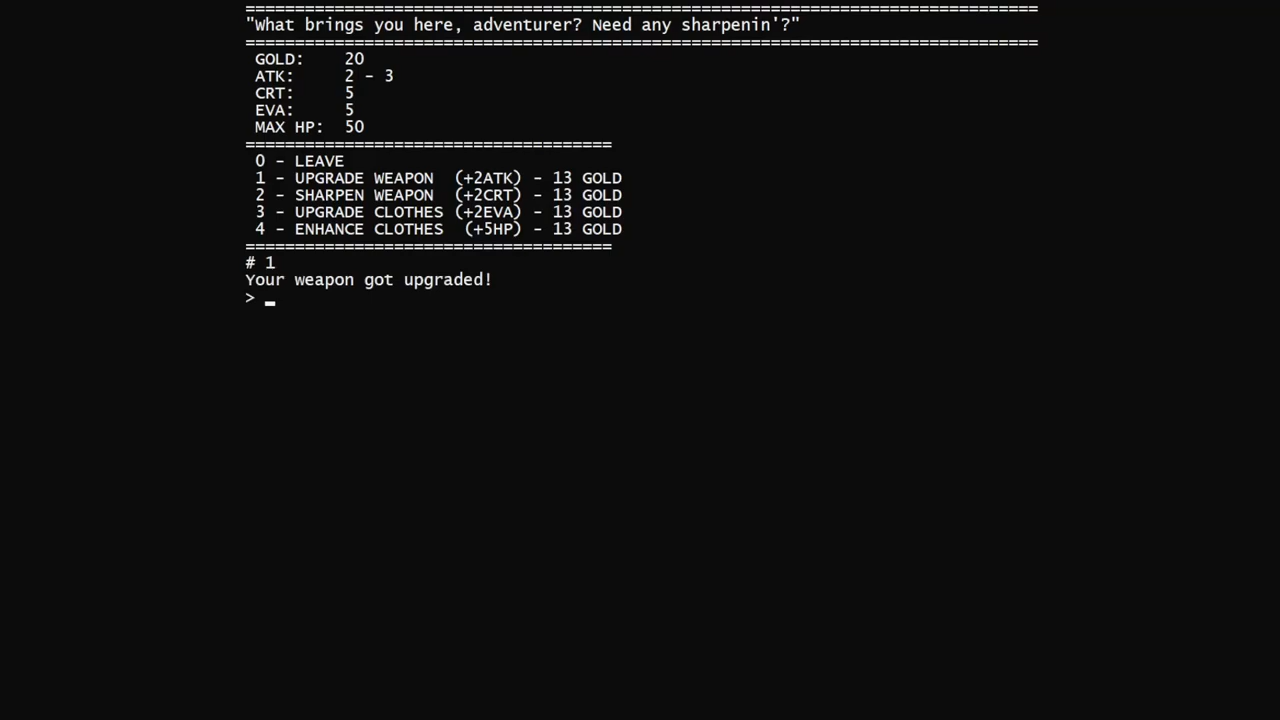 ================================================================================
"What brings you here, adventurer? Need any sharpenin'?"
================================================================================
GOLD: 20
ATK: 2 - 3
CRT: 5
EVA: 5
MAX HP: 50
=====================================
0 - LEAVE
1 - UPGRADE WEAPON (+2ATK) - 13 GOLD
2 - SHARPEN WEAPON (+2CRT) - 13 GOLD
3 - UPGRADE CLOTHES (+2EVA) - 13 GOLD
4 - ENHANCE CLOTHES (+5HP) - 13 GOLD
=====================================
# 1
Your weapon got upgraded!
> _